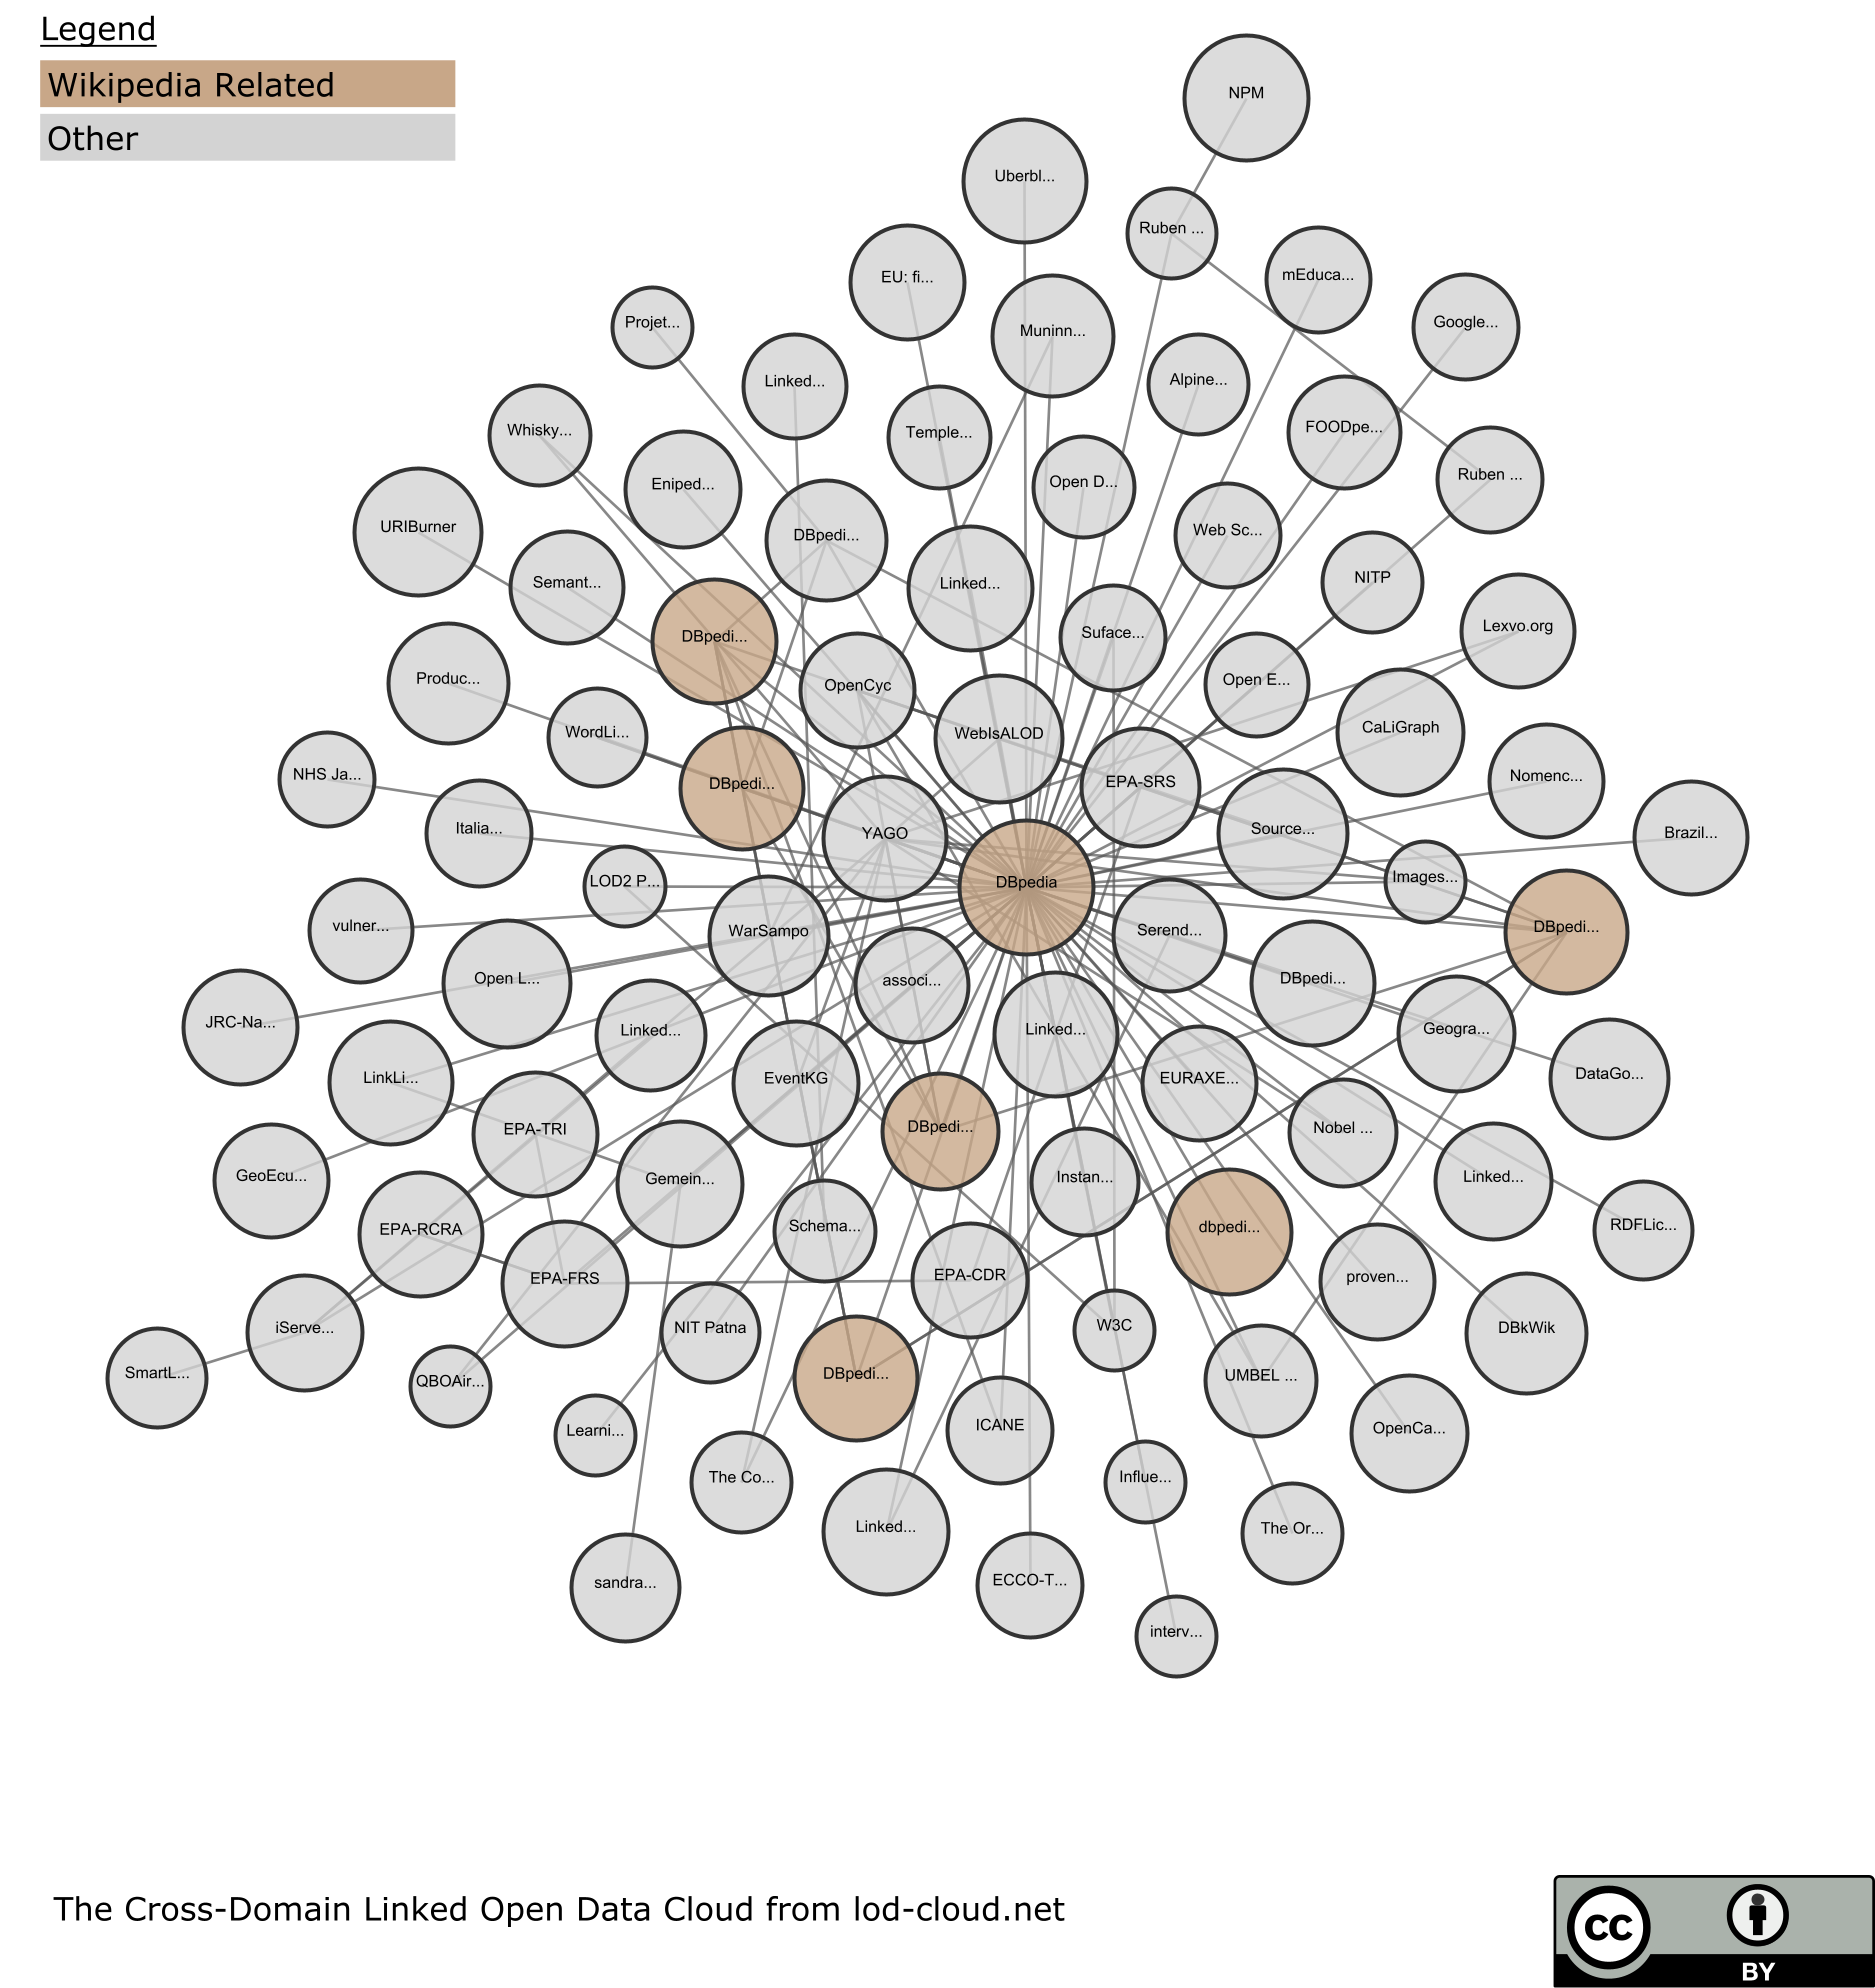 Legend
Wikipedia Related
Other
NPM
Uberbl...
Ruben ...
EU: fi...
mEduca...
Projet...
Muninn...
Google...
Linked...
Alpine...
Whisky...
Temple...
FOODpe...
Eniped...
Open D...
Ruben ...
URIBurner
DBpedi...
Web Sc...
Semant...
Linked...
NITP
DBpedi...
Suface...
Lexvo.org
Produc...
OpenCyc
Open E...
WordLi...
WebIsALOD
CaLiGraph
NHS Ja...
DBpedi...
EPA-SRS
Nomenc...
Italia...
YAGO
Source...
Brazil...
LOD2 P...
DBpedia
Images...
vulner...
WarSampo
Serend...
DBpedi...
Open L...
associ...
DBpedi...
JRC-Na...
Linked...
Linked...
Geogra...
LinkLi...
EventKG
EURAXE...
DataGo...
EPA-TRI
DBpedi...
Nobel ...
GeoEcu...
Gemein...
Instan...
Linked...
EPA-RCRA
Schema...
dbpedi...
RDFLic...
EPA-FRS
EPA-CDR
proven...
iServe...
NIT Patna
W3C
DBkWik
SmartL...
QBOAir...
DBpedi...
UMBEL ...
Learni...
ICANE
OpenCa...
The Co...
Influe...
Linked...
The Or...
sandra...
ECCO-T...
interv...
The Cross-Domain Linked Open Data Cloud from lod-cloud.net
cc
BY